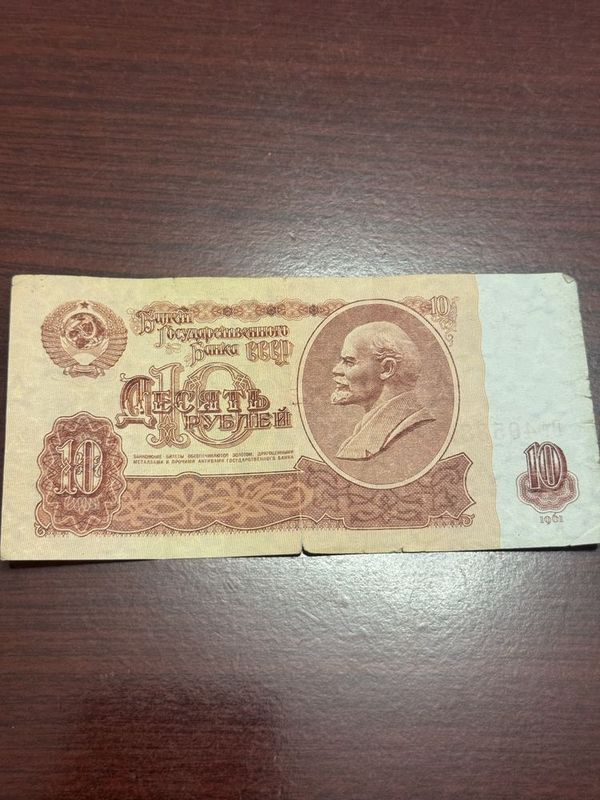 Билет
Государственного
Банка СССР
10
10
Десять
рублей
БАНКОВСКИЕ БИЛЕТЫ ОБЕСПЕЧИВАЮТСЯ ЗОЛОТОМ, ДРАГОЦЕННЫМИ
МЕТАЛЛАМИ И ПРОЧИМИ АКТИВАМИ ГОСУДАРСТВЕННОГО БАНКА
10
10
1961